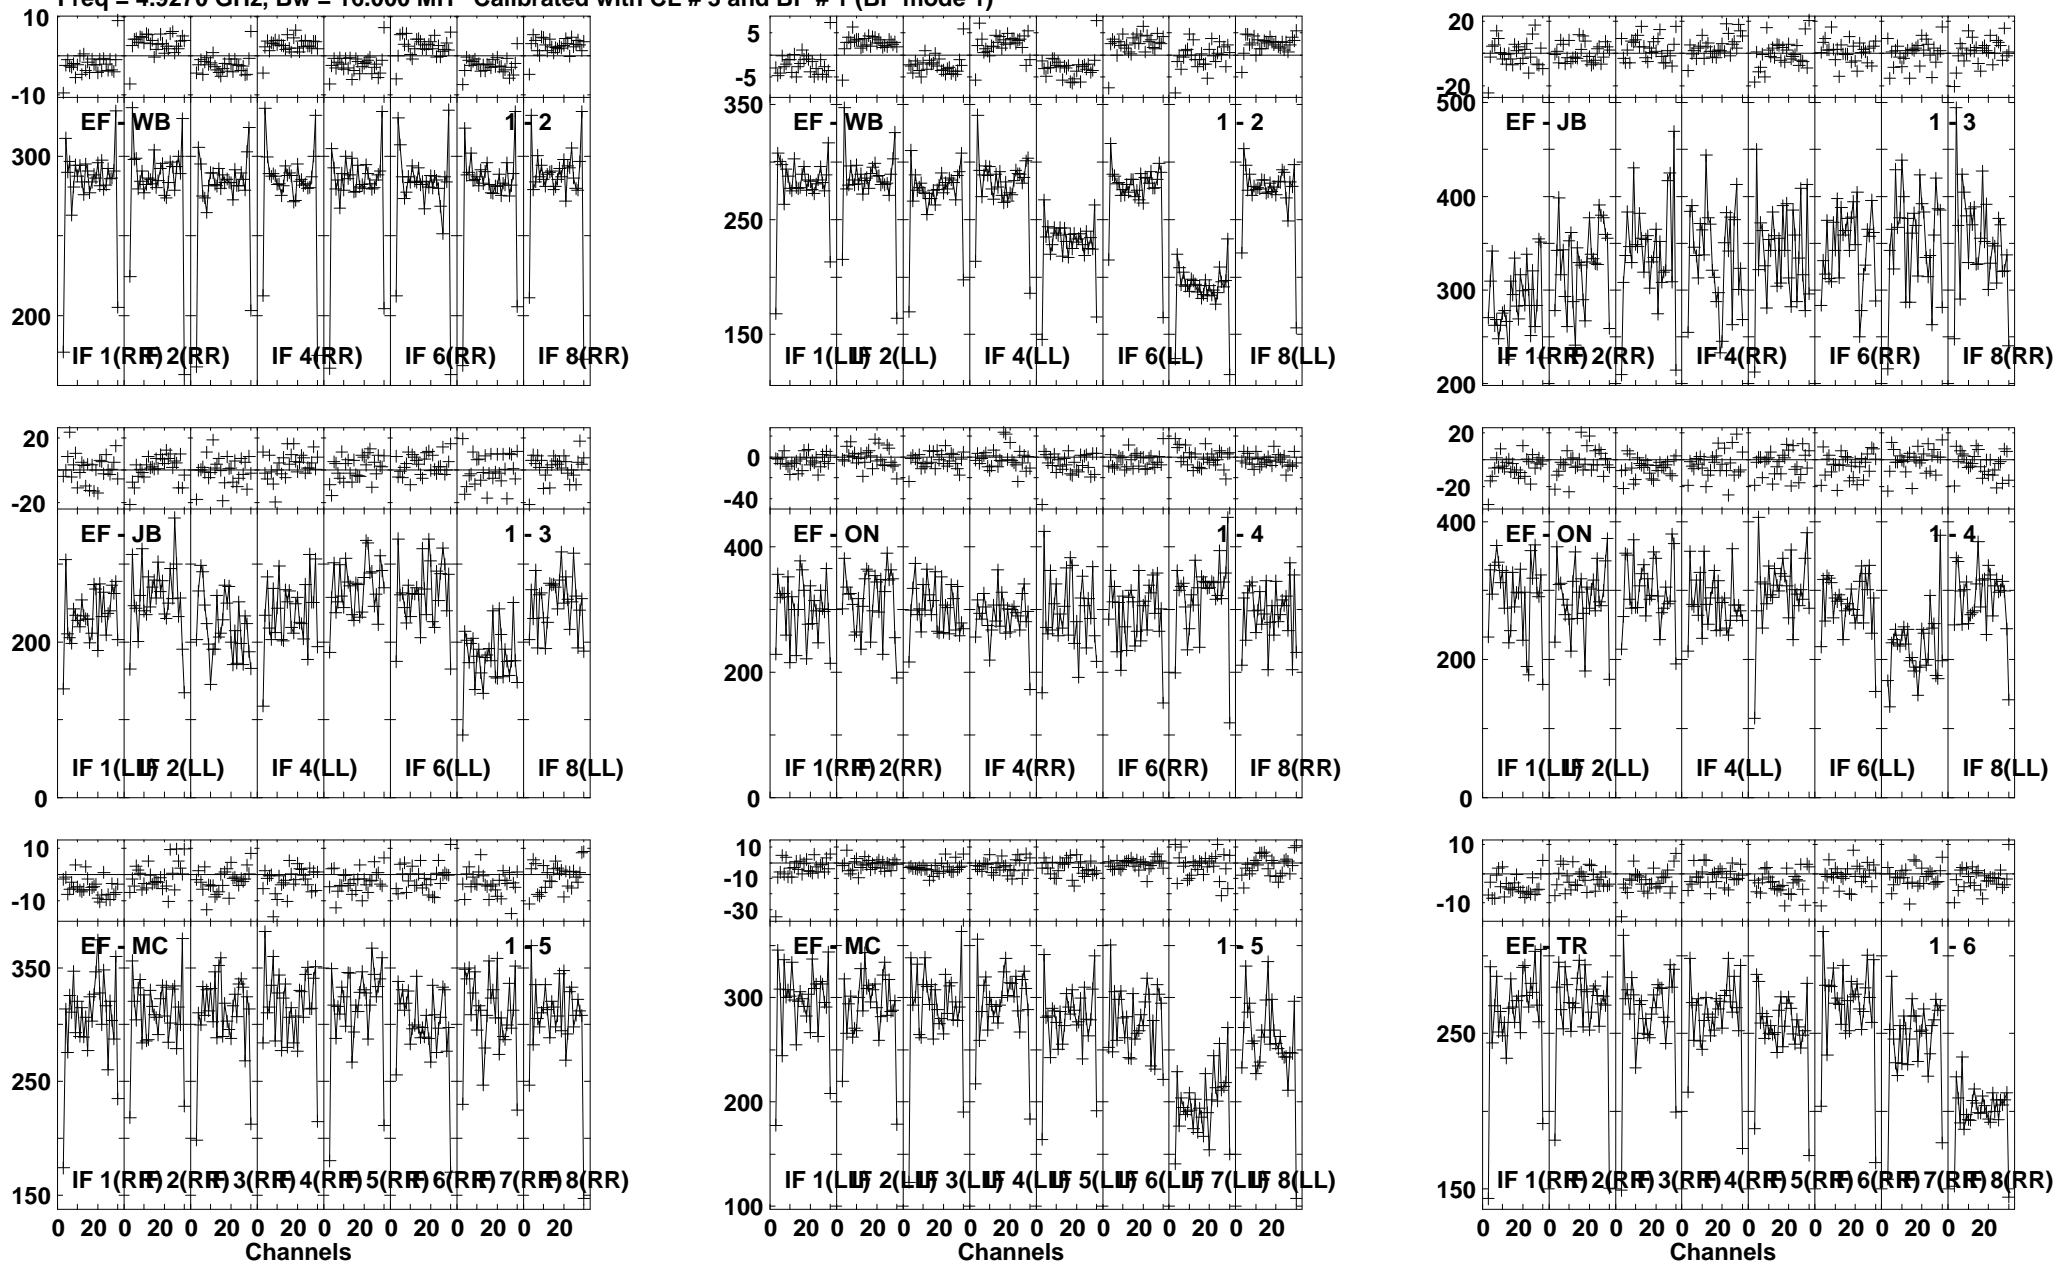 Freq = 4.9270 GHz, Bw = 16.000 MH Calibrated with CL # 3 and BP # 1 (BP mode 1)
10 0 -10 300 200
EF - WB 1 - 2
IF 1(RR) IF 2(RR) IF 4(RR) IF 6(RR) IF 8(RR)
5 -5 350 250 150
EF - WB 1 - 2
IF 1(LL) IF 2(LL) IF 4(LL) IF 6(LL) IF 8(LL)
20 0 -20 500 400 300 200
EF - JB 1 - 3
IF 1(RR) IF 2(RR) IF 4(RR) IF 6(RR) IF 8(RR)
20 0 -20 200 0
EF - JB 1 - 3
IF 1(LL) IF 2(LL) IF 4(LL) IF 6(LL) IF 8(LL)
0 -40 400 200 0
EF - ON 1 - 4
IF 1(RR) IF 2(RR) IF 4(RR) IF 6(RR) IF 8(RR)
20 0 -20 400 200 0
EF - ON 1 - 4
IF 1(LL) IF 2(LL) IF 4(LL) IF 6(LL) IF 8(LL)
10 -10 350 250 150
EF - MC 1 - 5
IF 1(RR) IF 2(RR) IF 3(RR) IF 4(RR) IF 5(RR) IF 6(RR) IF 7(RR) IF 8(RR)
0 20 0 20 0 20 0 20 0 20 0 20 0 20 0 20
Channels
10 -10 -30 300 200 100
EF - MC 1 - 5
IF 1(LL) IF 2(LL) IF 3(LL) IF 4(LL) IF 5(LL) IF 6(LL) IF 7(LL) IF 8(LL)
0 20 0 20 0 20 0 20 0 20 0 20 0 20 0 20
Channels
10 -10 250 150
EF - TR 1 - 6
IF 1(RR) IF 2(RR) IF 3(RR) IF 4(RR) IF 5(RR) IF 6(RR) IF 7(RR) IF 8(RR)
0 20 0 20 0 20 0 20 0 20 0 20 0 20 0 20
Channels